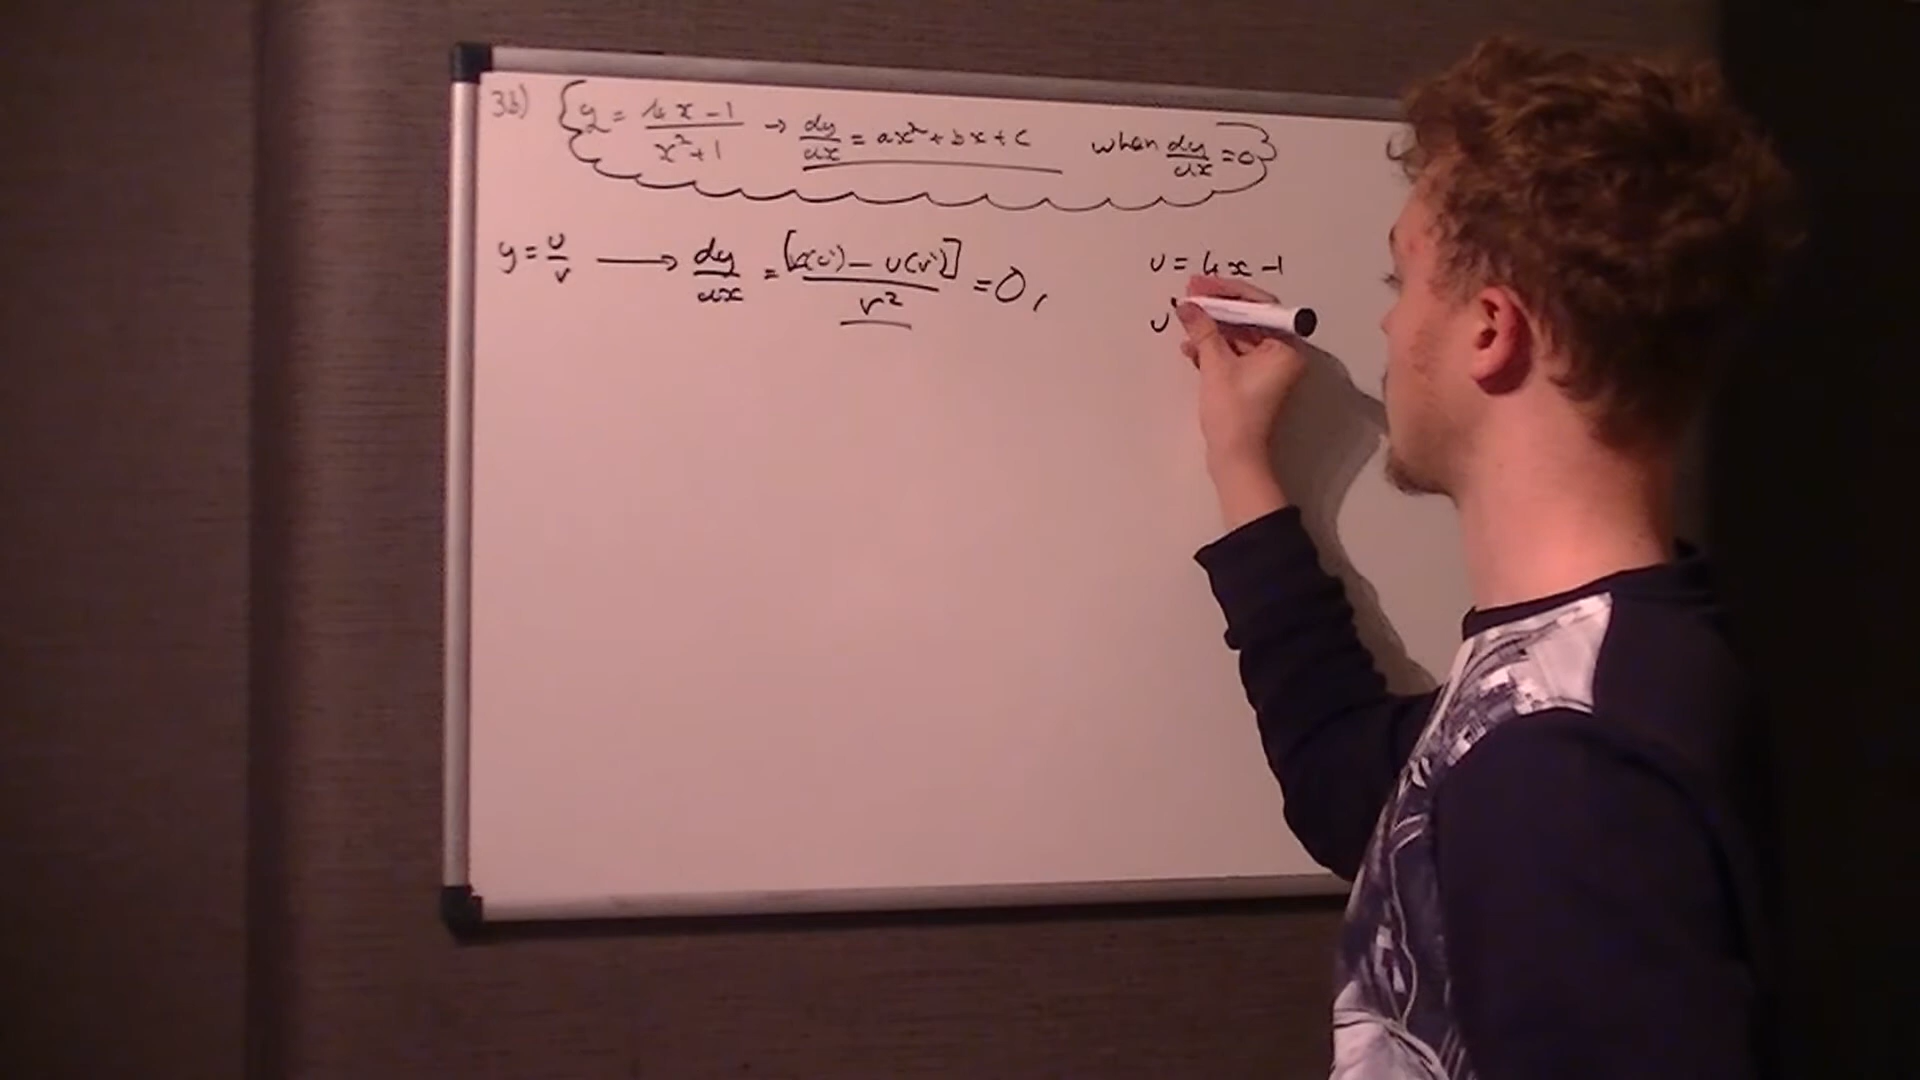 3b) y = 4x-1 / x²+1 → dy/dx = ax² + bx + c when dy/dx = 0
y = u/v → dy/dx = [v(u') - u(v')] / v² = 0,
u = 4x - 1
u'